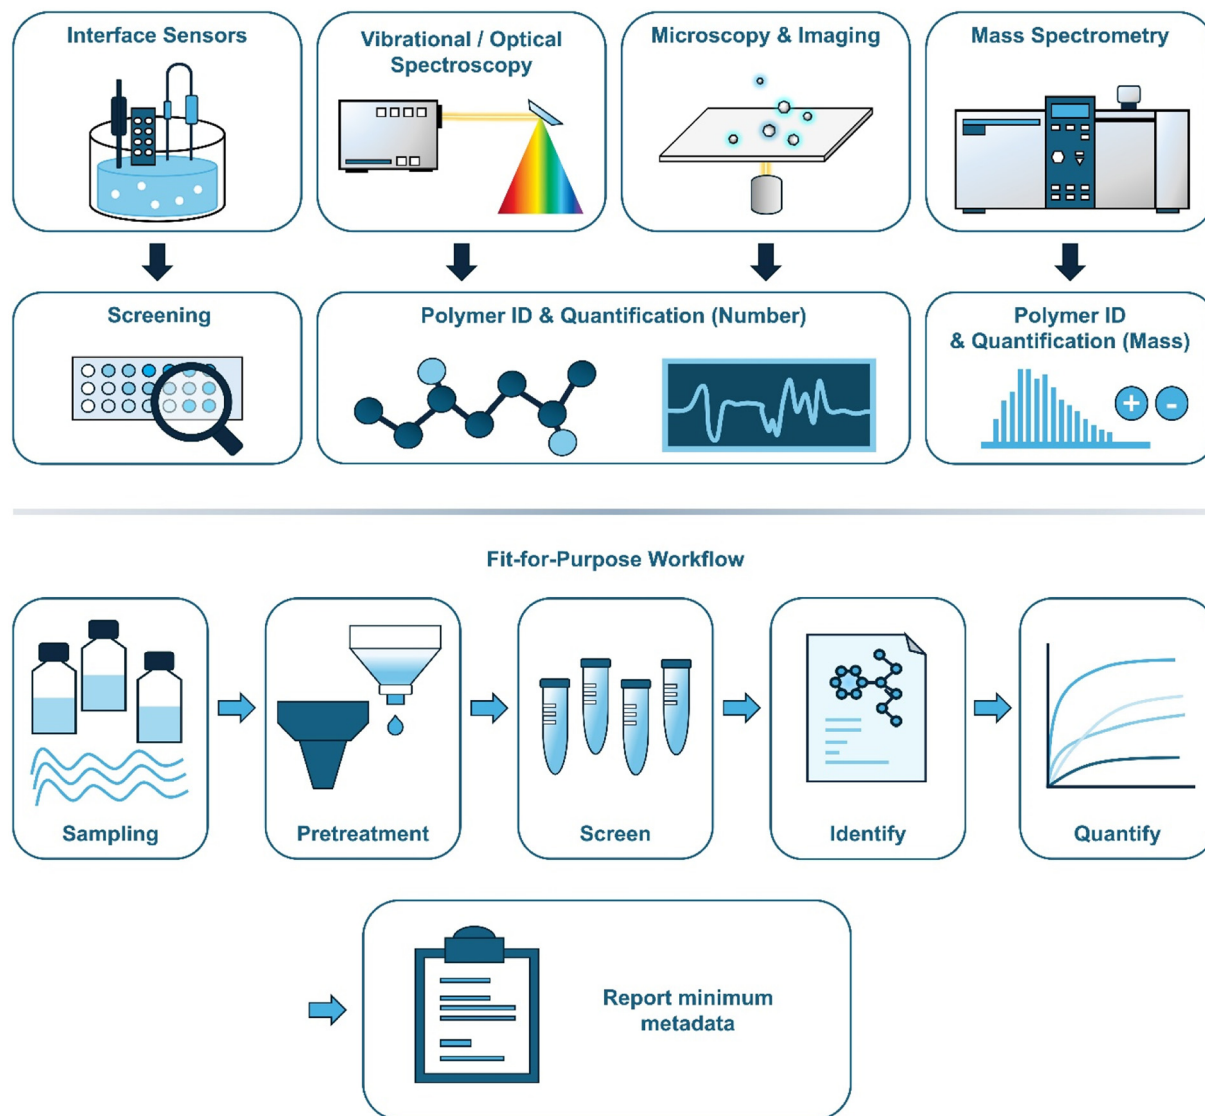 Interface Sensors
Vibrational / Optical
Spectroscopy
Microscopy & Imaging
Mass Spectrometry
Screening
Polymer ID & Quantification (Number)
Polymer ID
& Quantification (Mass)
+ -
Fit-for-Purpose Workflow
Sampling
Pretreatment
Screen
Identify
Quantify
Report minimum
metadata